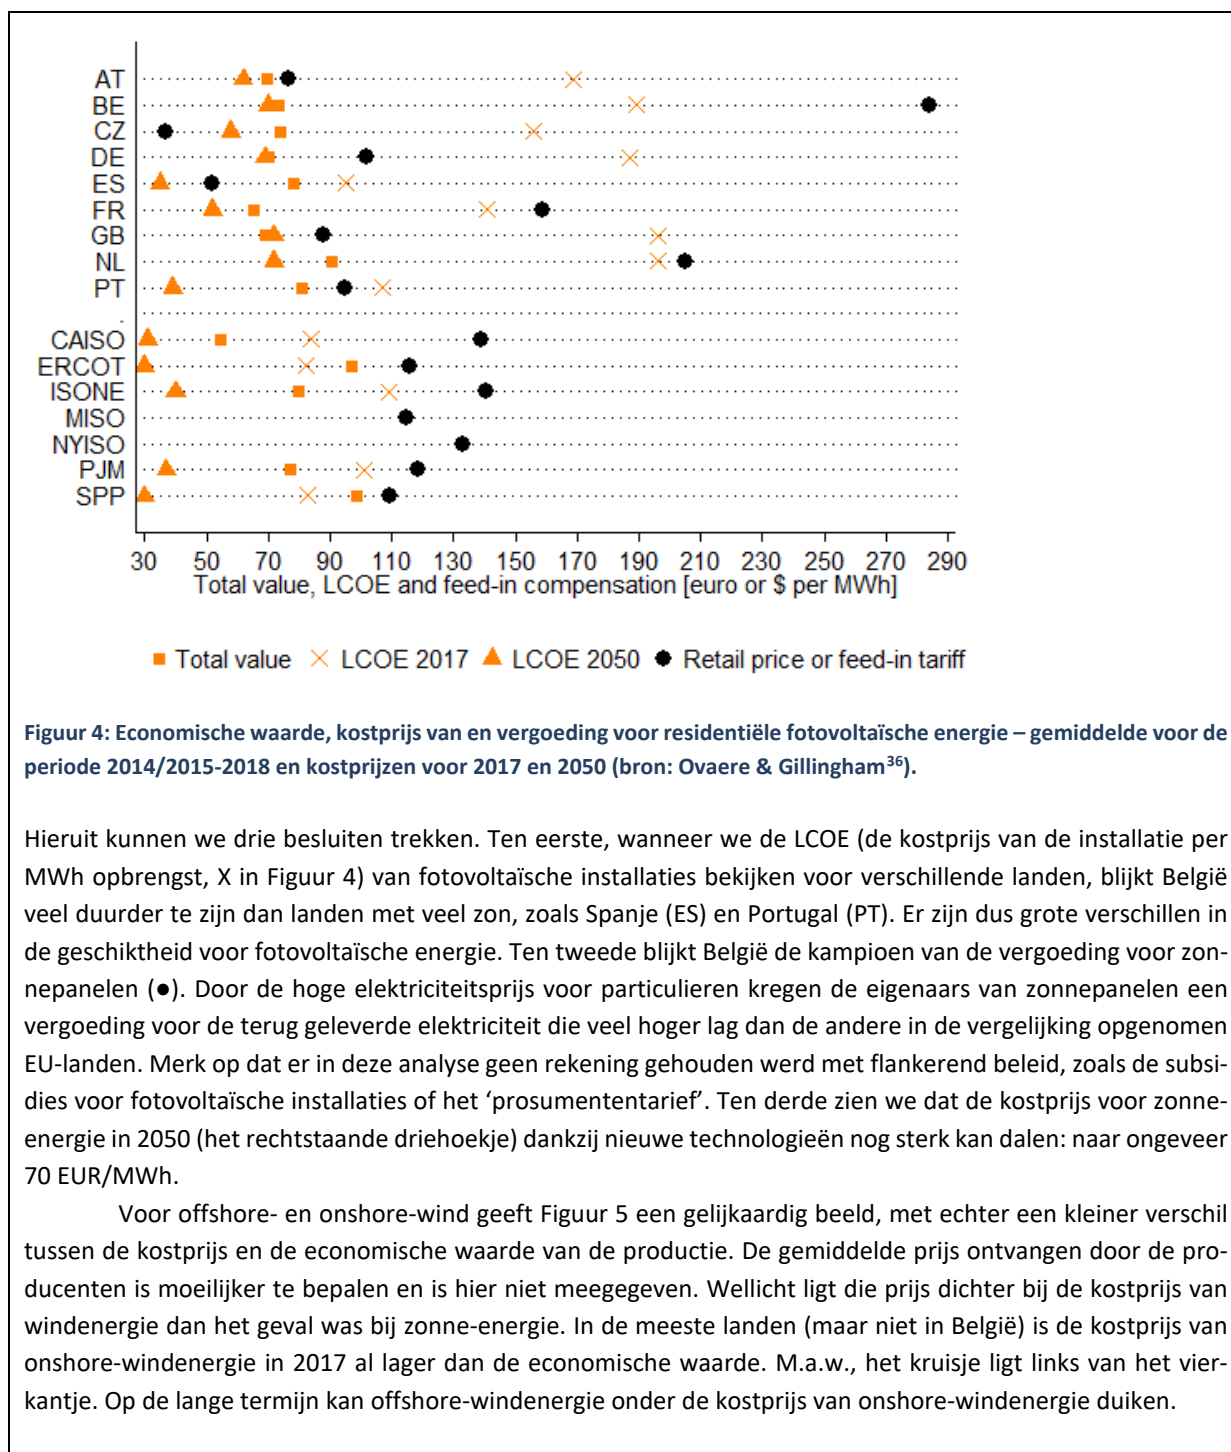 AT
BE
CZ
DE
ES
FR
GB
NL
PT
-
CAISO
ERCOT
ISONE
MISO
NYISO
PJM
SPP
30 50 70 90 110 130 150 170 190 210 230 250 270 290
Total value, LCOE and feed-in compensation [euro or $ per MWh]
Total value LCOE 2017 LCOE 2050 Retail price or feed-in tariff
Figuur 4: Economische waarde, kostprijs van en vergoeding voor residentiële fotovoltaïsche energie – gemiddelde voor de
periode 2014/2015-2018 en kostprijzen voor 2017 en 2050 (bron: Ovaere & Gillingham36).
Hieruit kunnen we drie besluiten trekken. Ten eerste, wanneer we de LCOE (de kostprijs van de installatie per
MWh opbrengst, X in Figuur 4) van fotovoltaïsche installaties bekijken voor verschillende landen, blijkt België
veel duurder te zijn dan landen met veel zon, zoals Spanje (ES) en Portugal (PT). Er zijn dus grote verschillen in
de geschiktheid voor fotovoltaïsche energie. Ten tweede blijkt België de kampioen van de vergoeding voor zon-
nepanelen (●). Door de hoge elektriciteitsprijs voor particulieren kregen de eigenaars van zonnepanelen een
vergoeding voor de terug geleverde elektriciteit die veel hoger lag dan de andere in de vergelijking opgenomen
EU-landen. Merk op dat er in deze analyse geen rekening gehouden werd met flankerend beleid, zoals de subsi-
dies voor fotovoltaïsche installaties of het ‘prosumententarief’. Ten derde zien we dat de kostprijs voor zonne-
energie in 2050 (het rechtstaande driehoekje) dankzij nieuwe technologieën nog sterk kan dalen: naar ongeveer
70 EUR/MWh.
Voor offshore- en onshore-wind geeft Figuur 5 een gelijkaardig beeld, met echter een kleiner verschil
tussen de kostprijs en de economische waarde van de productie. De gemiddelde prijs ontvangen door de pro-
ducenten is moeilijker te bepalen en is hier niet meegegeven. Wellicht ligt die prijs dichter bij de kostprijs van
windenergie dan het geval was bij zonne-energie. In de meeste landen (maar niet in België) is de kostprijs van
onshore-windenergie in 2017 al lager dan de economische waarde. M.a.w., het kruisje ligt links van het vier-
kantje. Op de lange termijn kan offshore-windenergie onder de kostprijs van onshore-windenergie duiken.